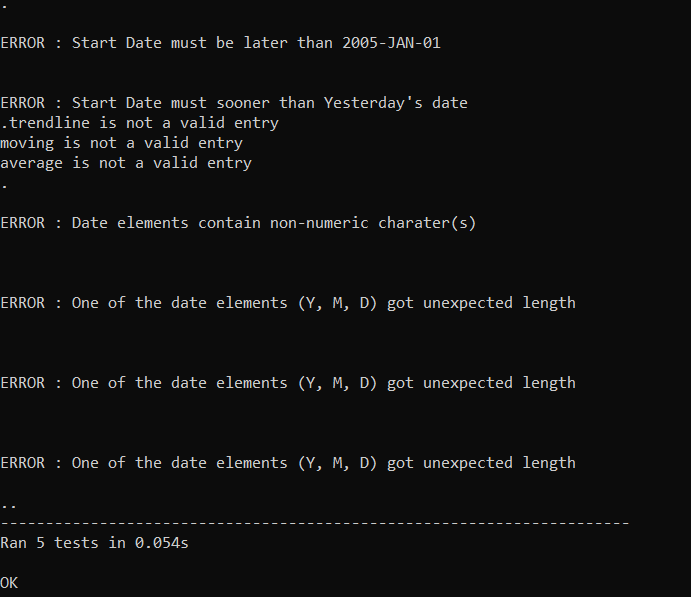 .
ERROR : Start Date must be later than 2005-JAN-01
ERROR : Start Date must sooner than Yesterday's date
.trendline is not a valid entry
moving is not a valid entry
average is not a valid entry
.
ERROR : Date elements contain non-numeric charater(s)
ERROR : One of the date elements (Y, M, D) got unexpected length
ERROR : One of the date elements (Y, M, D) got unexpected length
ERROR : One of the date elements (Y, M, D) got unexpected length
..
----------------------------------------------------------------------
Ran 5 tests in 0.054s
OK